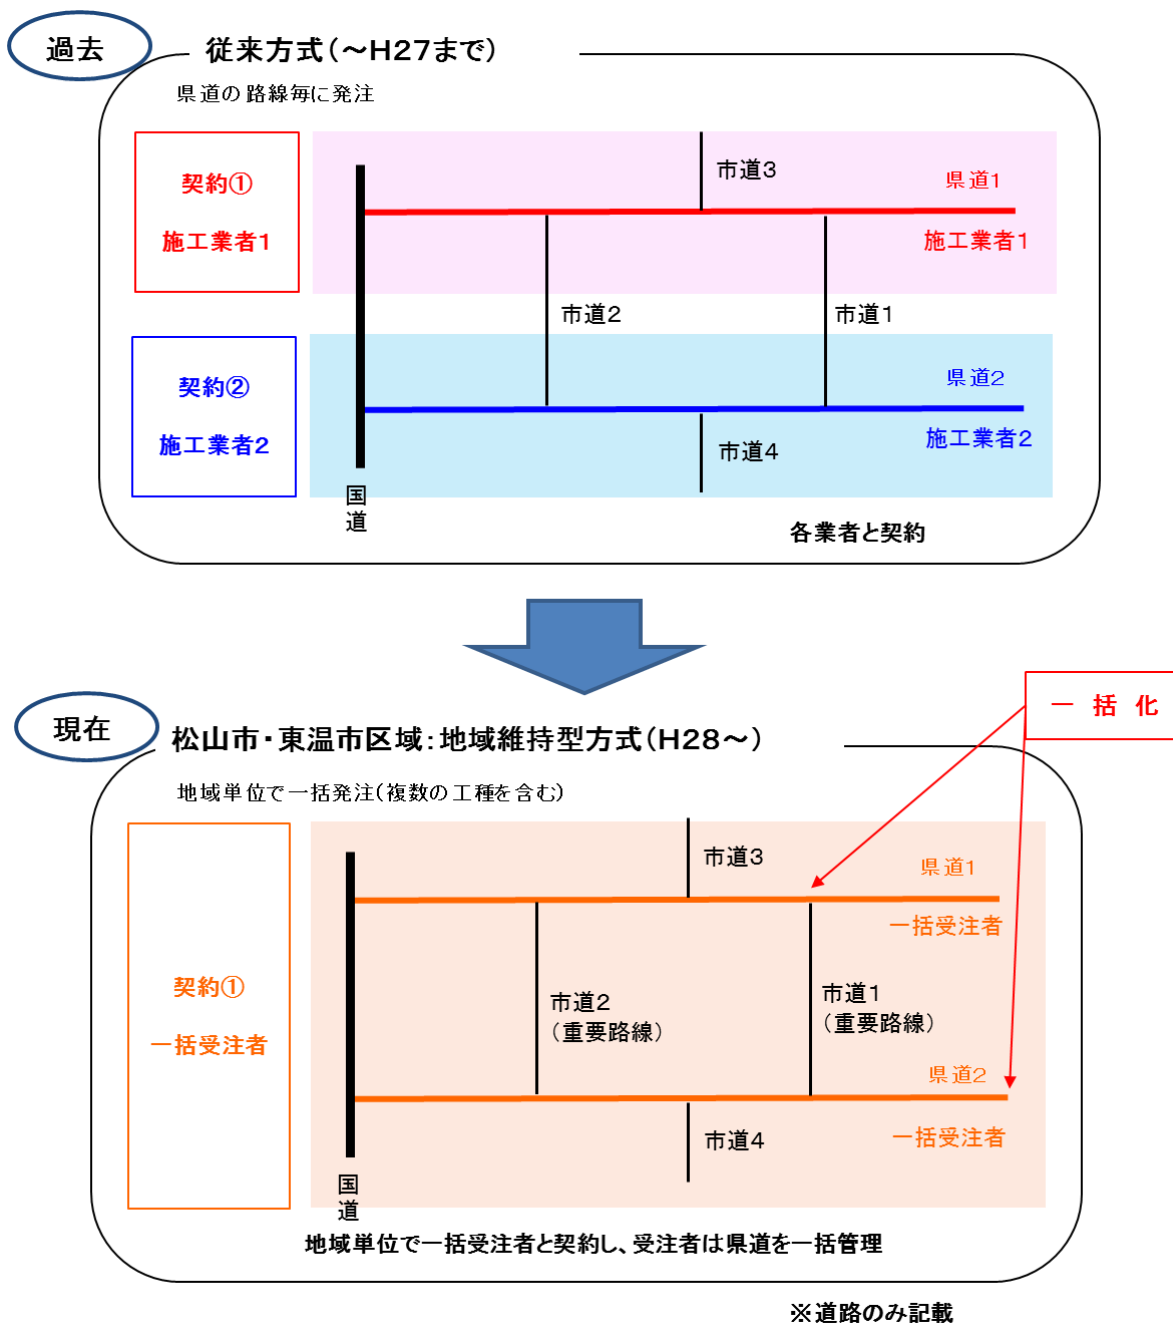 過去
従来方式(～H27まで)
県道の路線毎に発注
契約①
施工業者1
市道3
県道1
施工業者1
市道2
市道1
契約②
施工業者2
県道2
施工業者2
市道4
国道
各業者と契約
一括化
現在
松山市・東温市区域：地域維持型方式(H28～)
地域単位で一括発注(複数の工種を含む)
市道3
県道1
一括受注者
契約①
一括受注者
市道2
(重要路線)
市道1
(重要路線)
県道2
一括受注者
市道4
国道
地域単位で一括受注者と契約し、受注者は県道を一括管理
※道路のみ記載